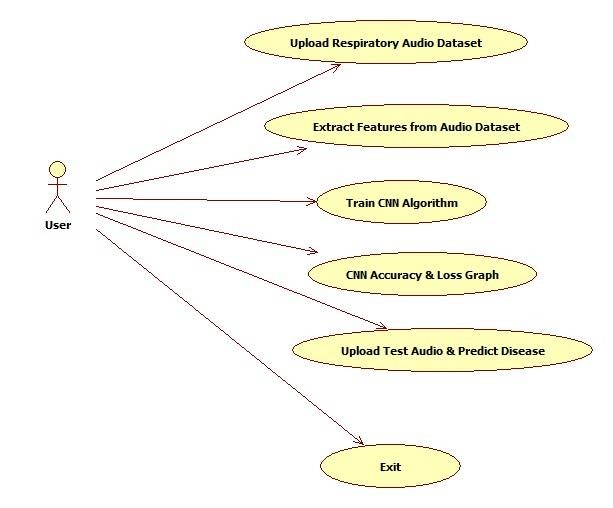 Upload Respiratory Audio Dataset
Extract Features from Audio Dataset
Train CNN Algorithm
User
CNN Accuracy & Loss Graph
Upload Test Audio & Predict Disease
Exit